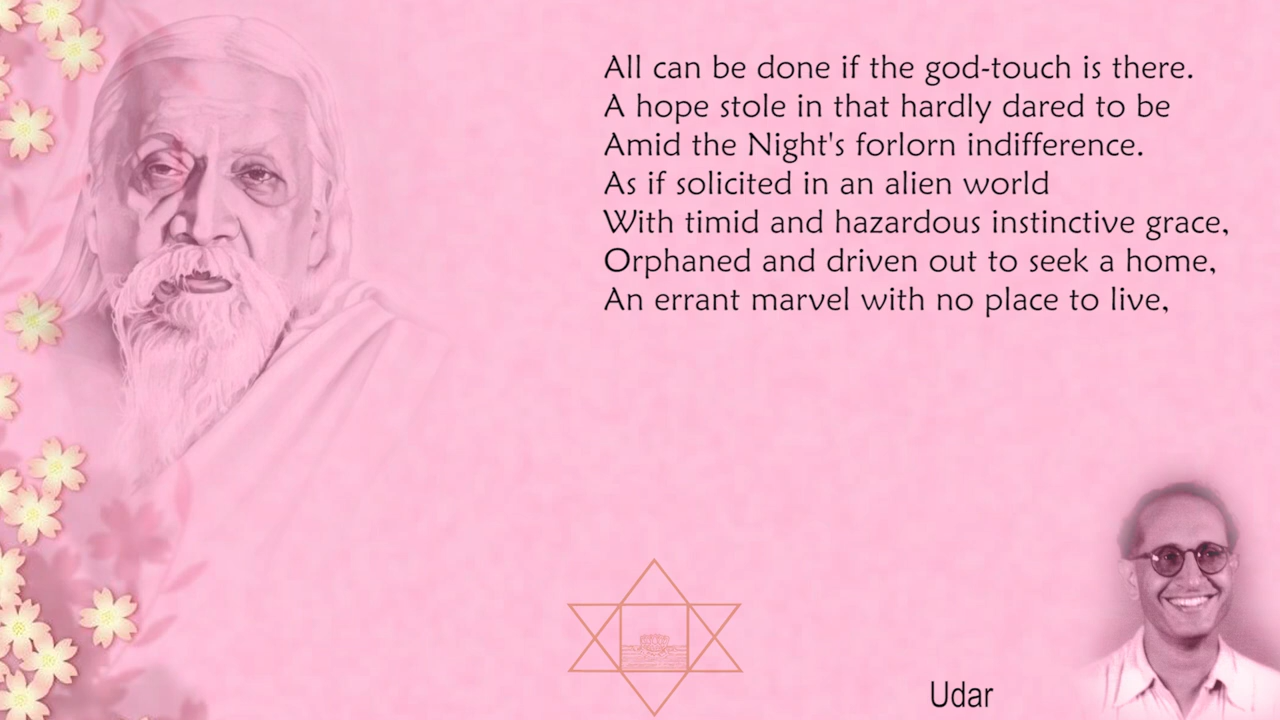 All can be done if the god-touch is there.
A hope stole in that hardly dared to be
Amid the Night's forlorn indifference.
As if solicited in an alien world
With timid and hazardous instinctive grace,
Orphaned and driven out to seek a home,
An errant marvel with no place to live,
Udar